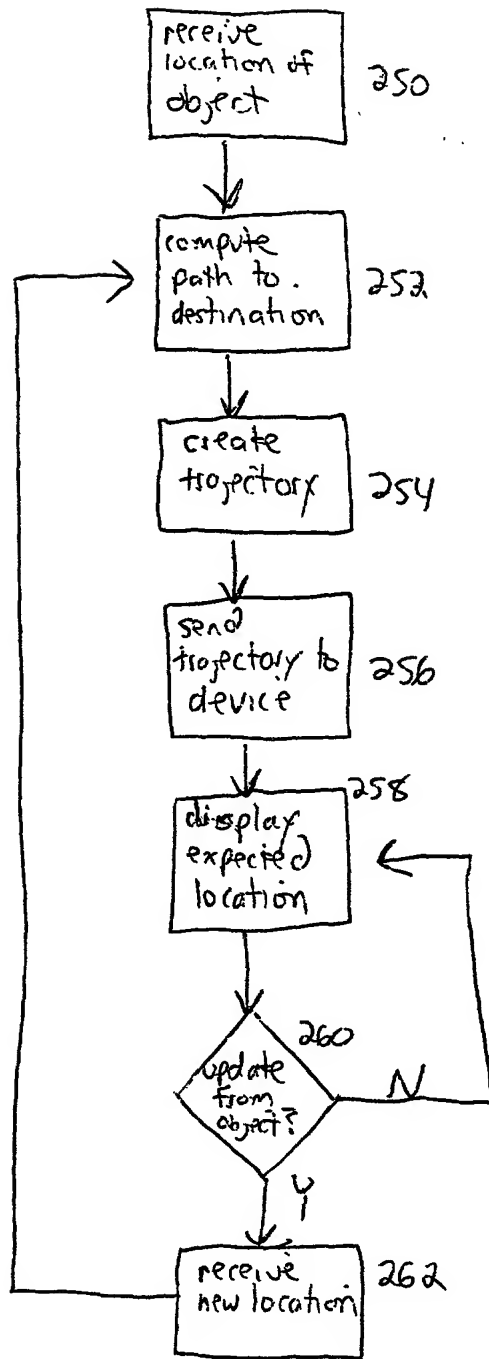 receive
location of
object
250
compute
path to.
destination
252
create
trajectory
254
send
trajectory to
device
256
258
display
expected
location
260
update
from
object?
N
Y
receive
new location
262